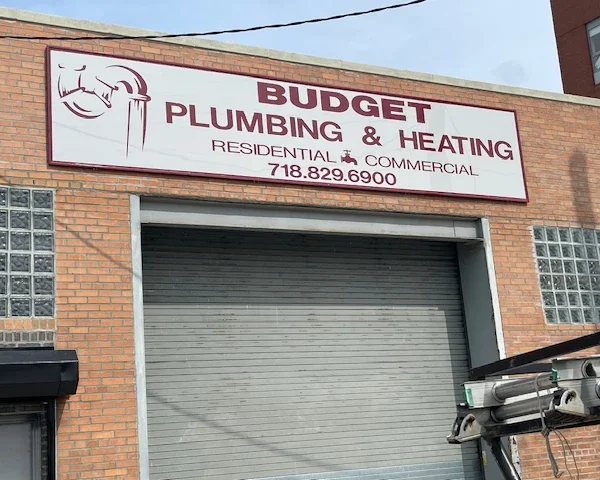 BUDGET
PLUMBING & HEATING
RESIDENTIAL COMMERCIAL
718.829.6900